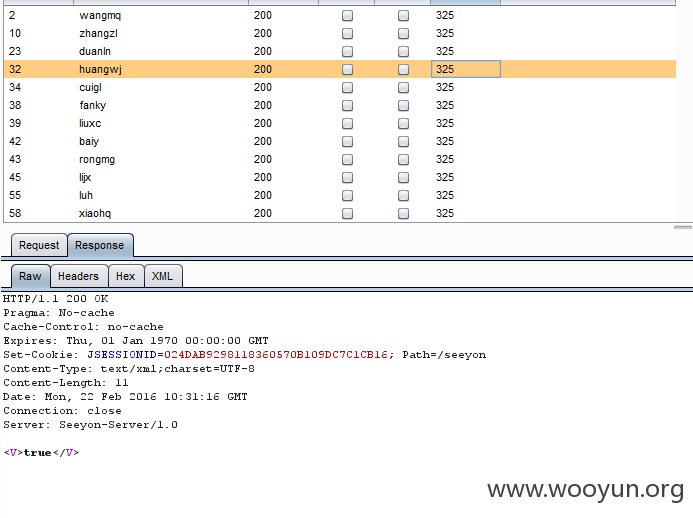 2 wangmq 200 325
10 zhangzl 200 325
23 duanln 200 325
32 huangwj 200 325
34 cuigl 200 325
38 fanky 200 325
39 liuxc 200 325
42 baiy 200 325
43 rongmg 200 325
45 lijx 200 325
55 luh 200 325
58 xiaohq 200 325
Request Response
Raw Headers Hex XML
HTTP/1.1 200 OK
Pragma: No-cache
Cache-Control: no-cache
Expires: Thu, 01 Jan 1970 00:00:00 GMT
Set-Cookie: JSESSIONID=024DAB9298118360570B109DC7C1CB16; Path=/seeyon
Content-Type: text/xml;charset=UTF-8
Content-Length: 11
Date: Mon, 22 Feb 2016 10:31:16 GMT
Connection: close
Server: Seeyon-Server/1.0
<V>true</V>
www.wooyun.org